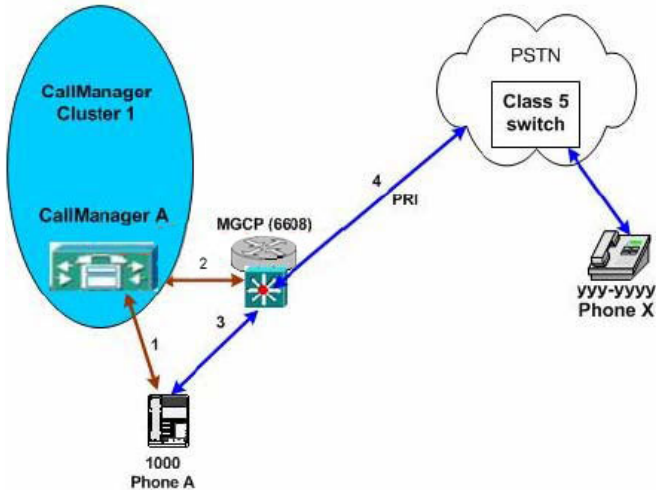 CallManager
Cluster 1
CallManager A
MGCP (6608)
PSTN
Class 5
switch
4
PRI
2
1
3
yyy-yyyy
Phone X
1000
Phone A